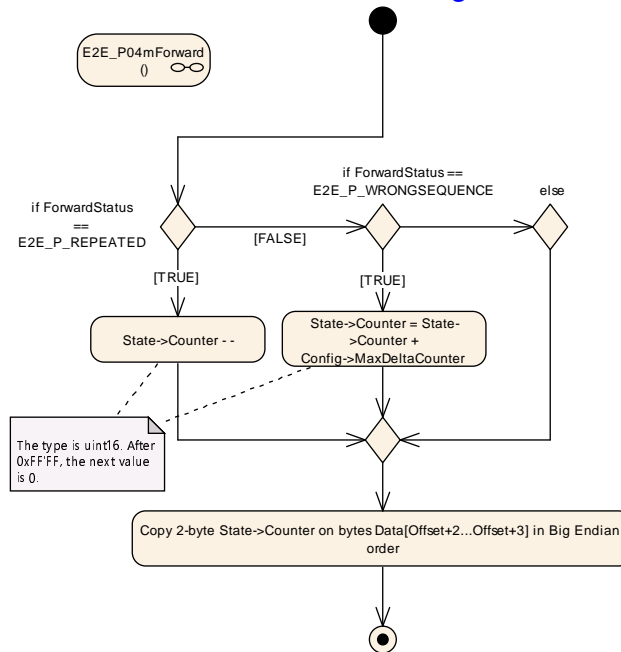 E2E_P04mForward
()
if ForwardStatus ==
E2E_P_WRONGSEQUENCE
else
if ForwardStatus
==
E2E_P_REPEATED
[FALSE]
[TRUE]
[TRUE]
State->Counter - -
State->Counter = State-
>Counter +
Config->MaxDeltaCounter
The type is uint16. After
0xFF'FF, the next value
is 0.
Copy 2-byte State->Counter on bytes Data[Offset+2...Offset+3] in Big Endian
order